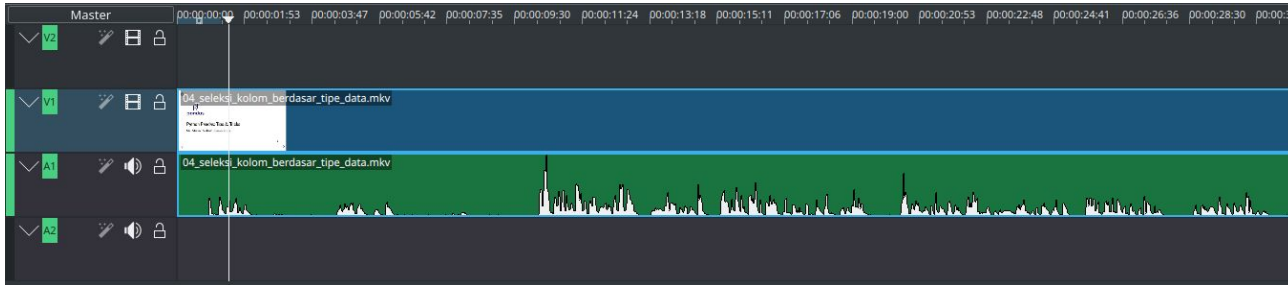 Master 00:00:00:00 00:00:01:53 00:00:03:47 00:00:05:42 00:00:07:35 00:00:09:30 00:00:11:24 00:00:13:18 00:00:15:11 00:00:17:06 00:00:19:00 00:00:20:53 00:00:22:48 00:00:24:41 00:00:26:36 00:00:28:30
V2
V1 04_seleksi_kolom_berdasar_tipe_data.mkv
pandas
A1 04_seleksi_kolom_berdasar_tipe_data.mkv
A2